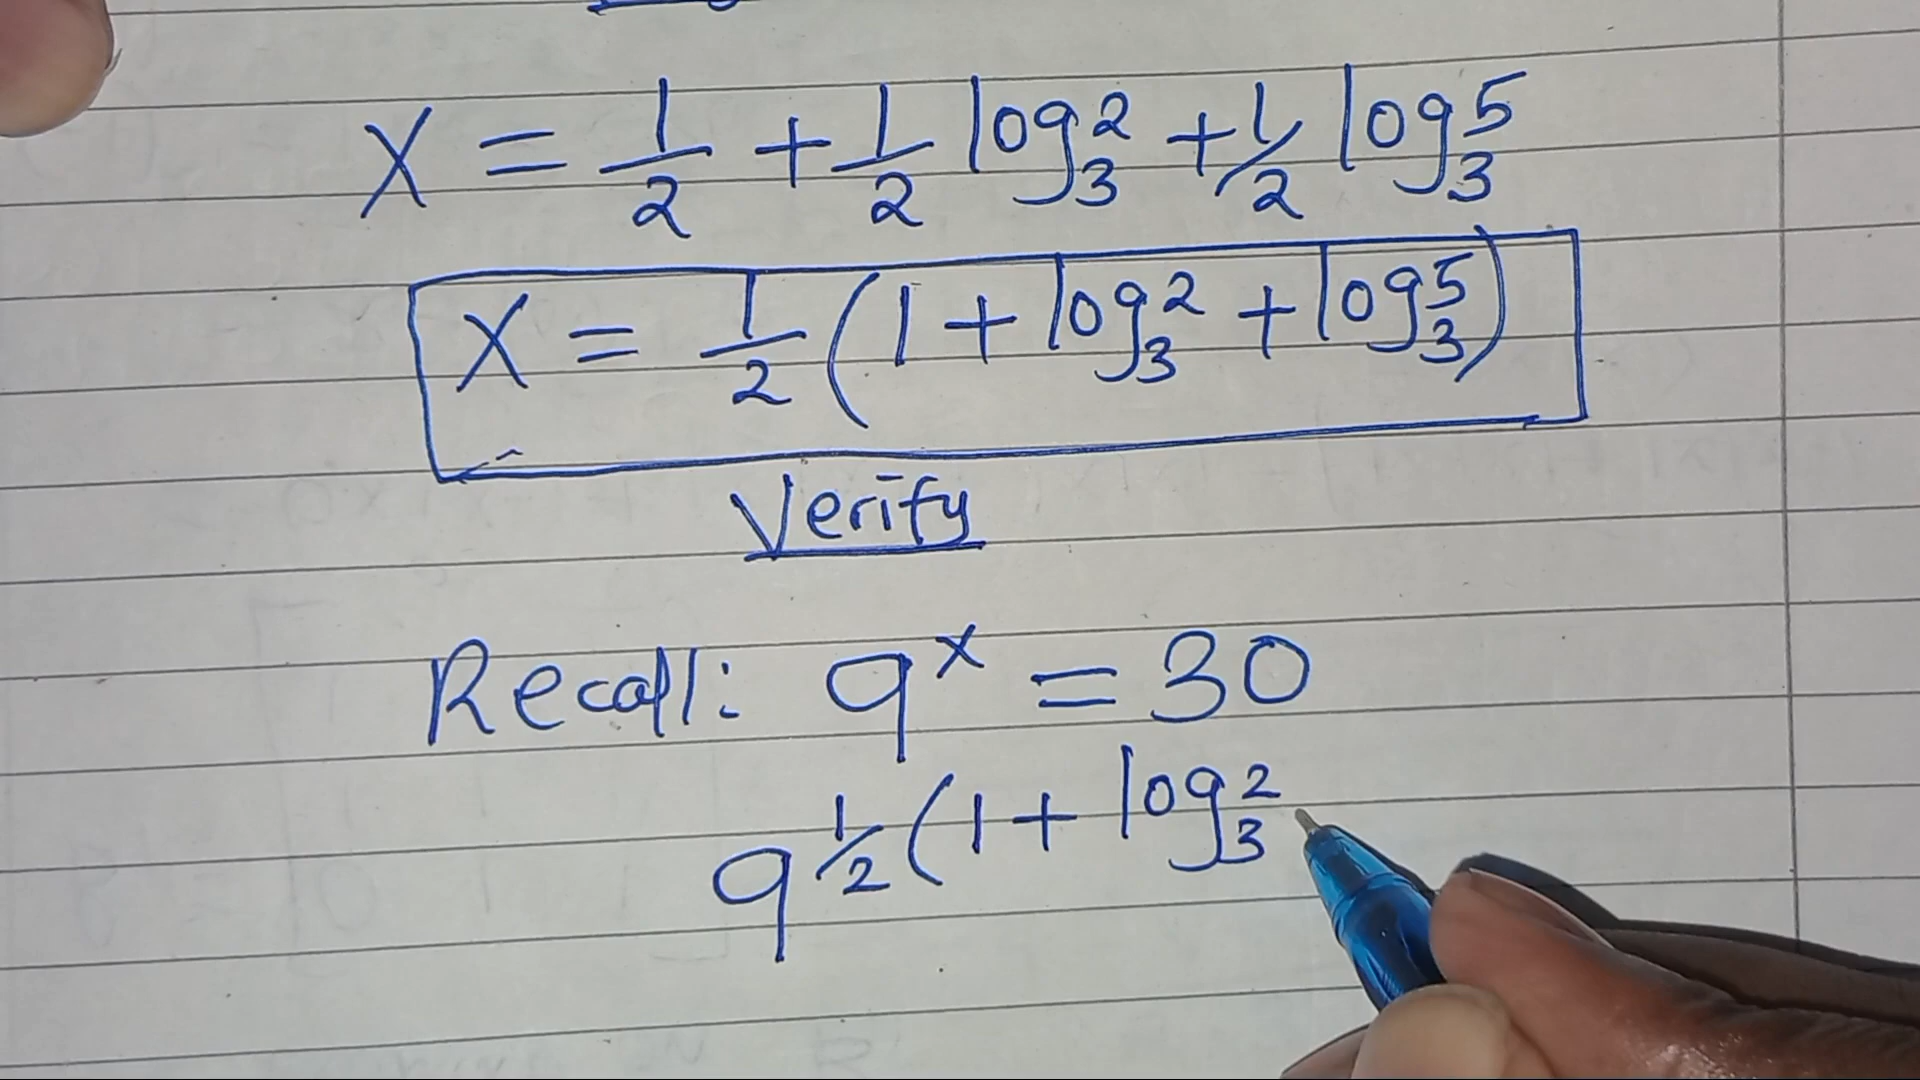 X = 1/2 + 1/2 log₃2 + 1/2 log₃5
X = 1/2 (1 + log₃2 + log₃5)
Verify
Recall: 9ˣ = 30
9 1/2 (1 + log₃2